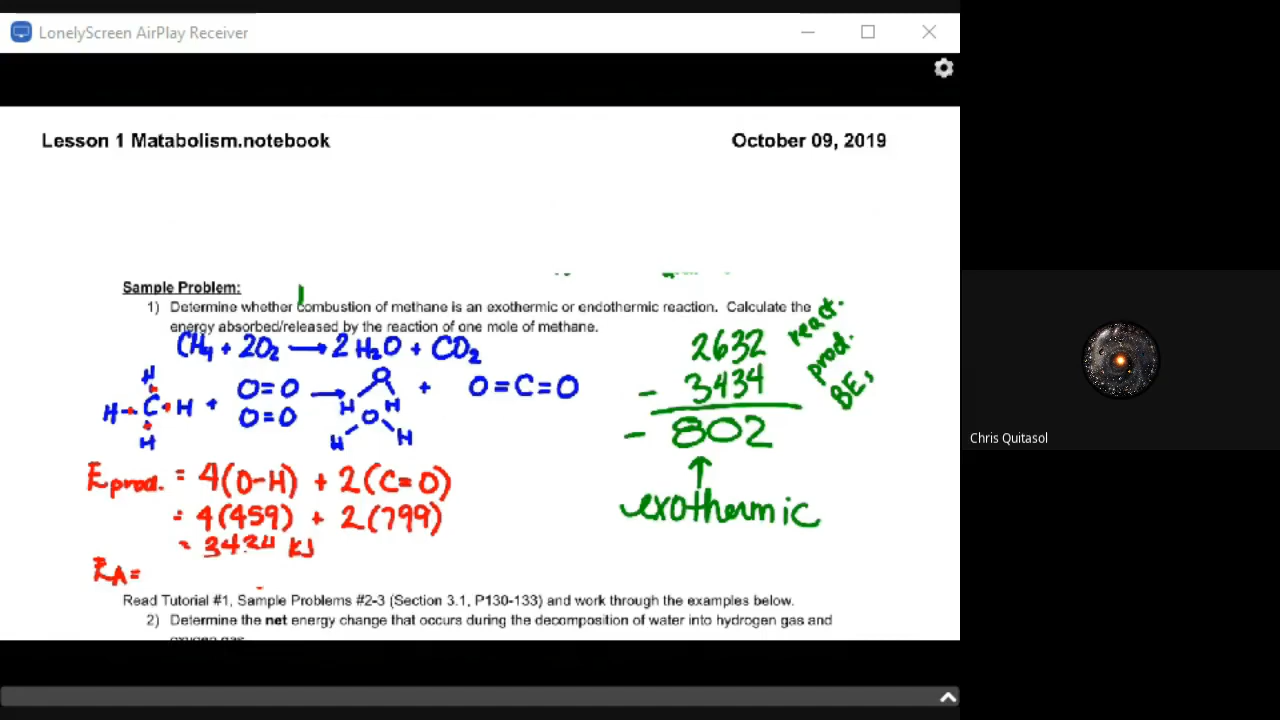 LonelyScreen AirPlay Receiver
Lesson 1 Matabolism.notebook October 09, 2019
Sample Problem:
1) Determine whether combustion of methane is an exothermic or endothermic reaction. Calculate the
energy absorbed/released by the reaction of one mole of methane.
CH₄ + 2O₂ → 2H₂O + CO₂
H
H C H + O=O → O + O=C=O
O=O H H
H O
H H
E prod. = 4(O-H) + 2(C=O)
= 4(459) + 2(799)
= 3434 kJ
EA =
2632 react.
- 3434 prod.
BE,
- 802
↑
exothermic
Read Tutorial #1, Sample Problems #2-3 (Section 3.1, P130-133) and work through the examples below.
2) Determine the net energy change that occurs during the decomposition of water into hydrogen gas and
oxygen gas
Chris Quitasol